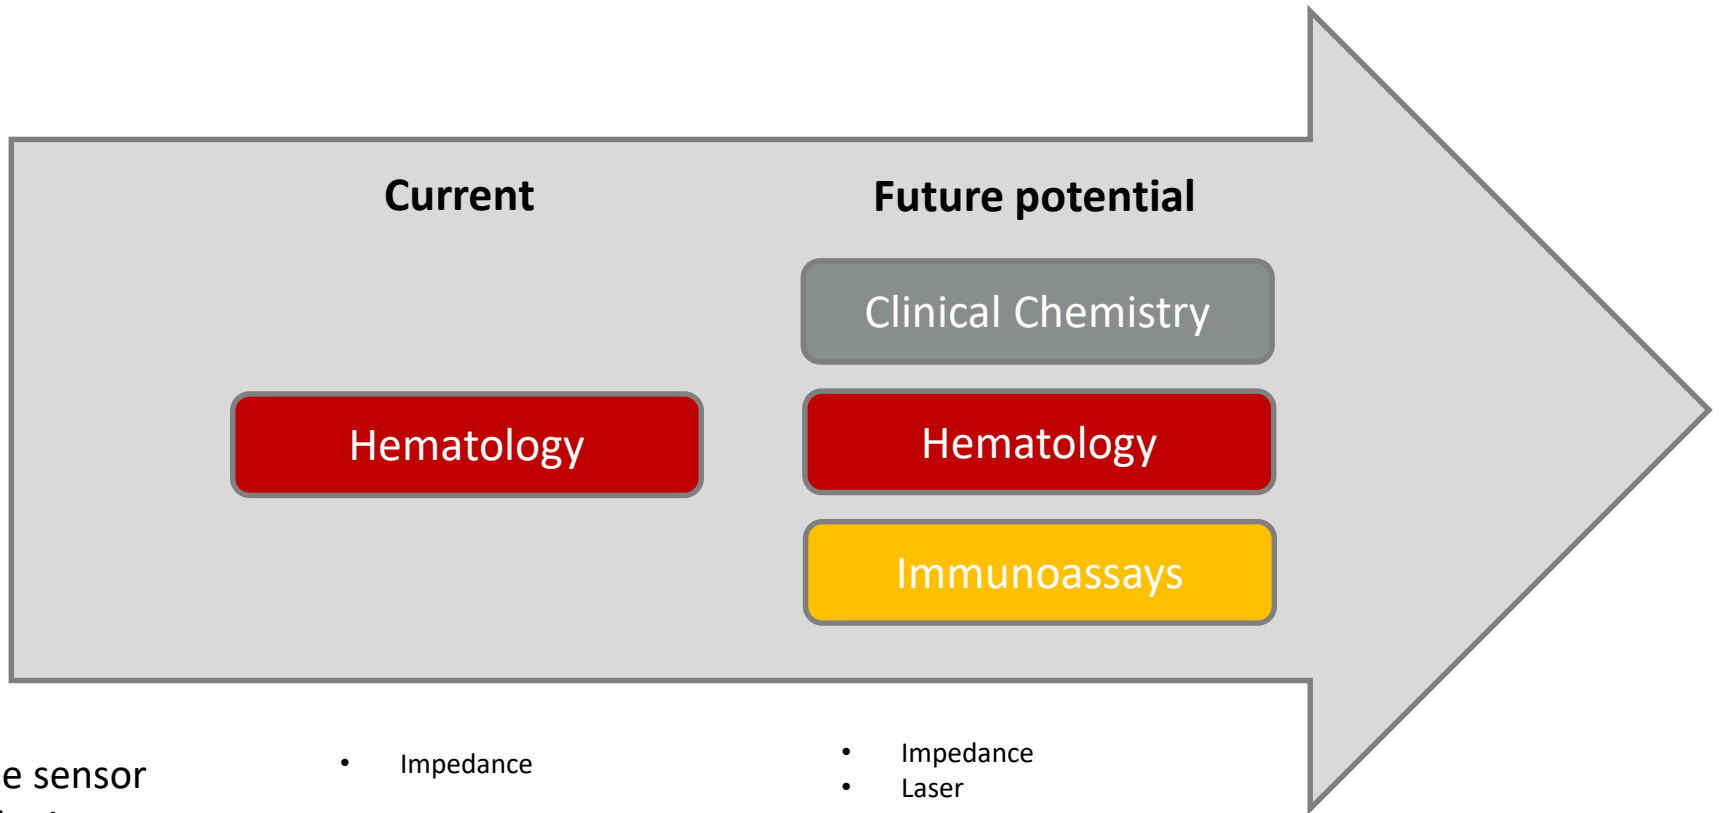 Current
Future potential
Clinical Chemistry
Hematology
Hematology
Immunoassays
e sensor
• Impedance
• Impedance
• Laser